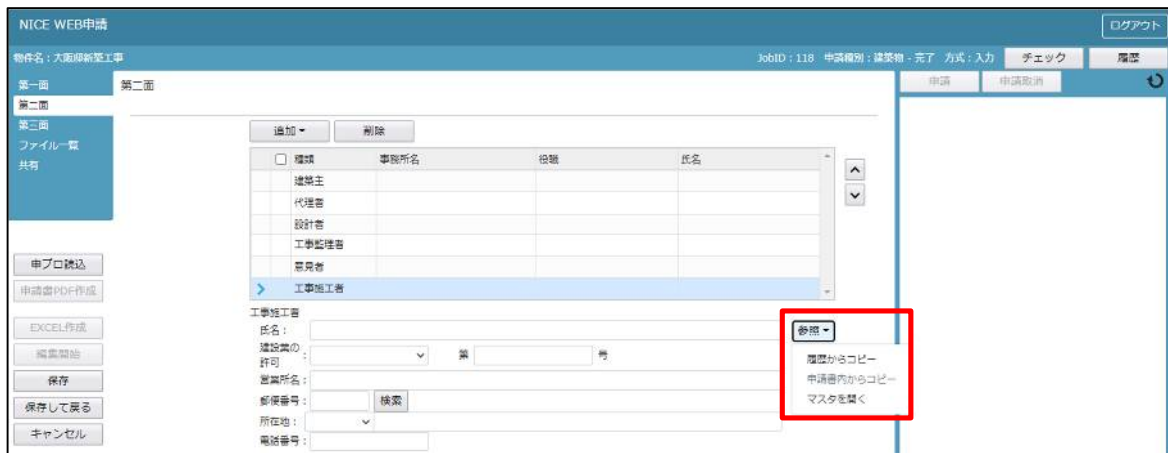 NICE WEB申請
ログアウト
物件名：大阪邸新築工事
JobID：118 申請種別：建築物 - 完了 方式：入力
チェック
履歴
第一面
第二面
第三面
ファイル一覧
共有
第二面
申請
申請取消
追加
削除
種類 事務所名 役職 氏名
建築主
代理者
設計者
工事監理者
意見者
工事施工者
申プロ読込
申請書PDF作成
EXCEL作成
編集開始
保存
保存して戻る
キャンセル
工事施工者
氏名：
建設業の
許可 ： 第 号
営業所名：
郵便番号： 検索
所在地：
電話番号：
参照
履歴からコピー
申請書内からコピー
マスタを開く